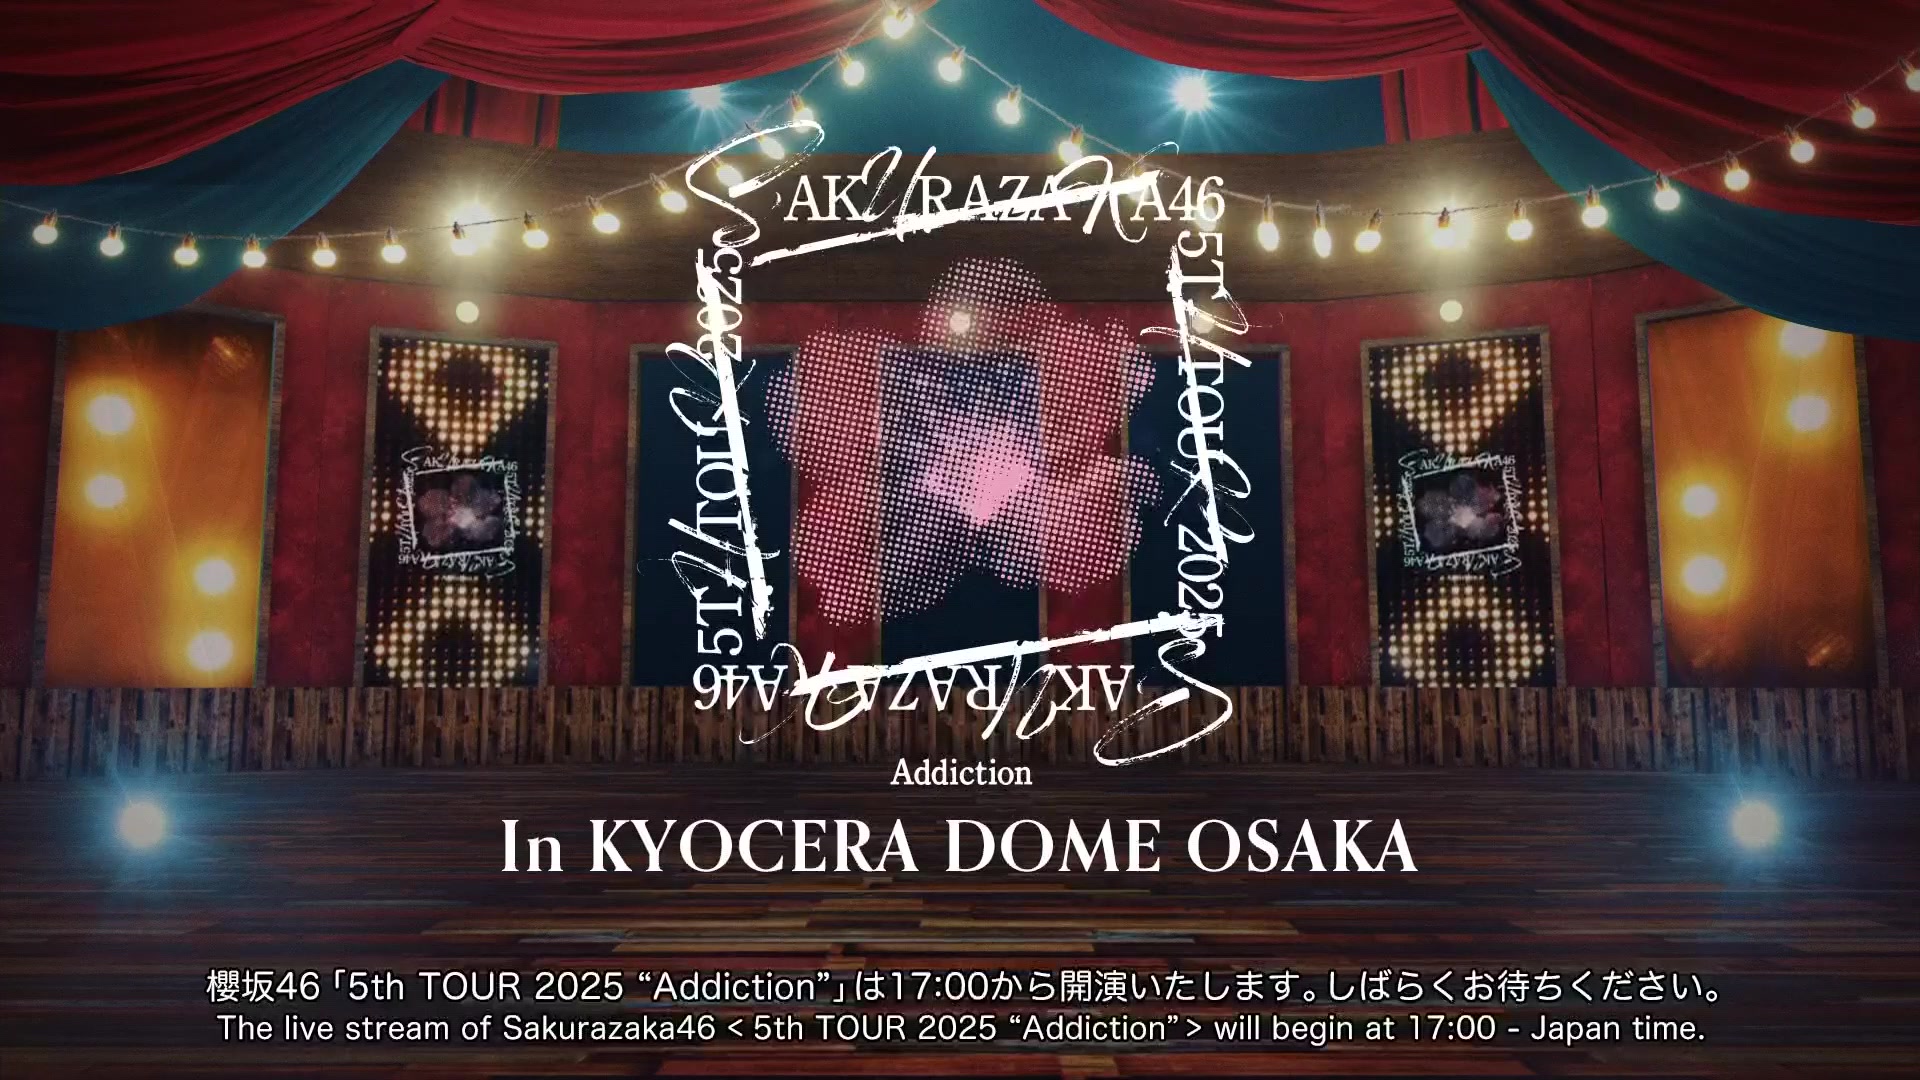 SAKURAZAKA46
5TH TOUR 2025
5TH TOUR 2025
SAKURAZAKA46
Addiction
In KYOCERA DOME OSAKA
櫻坂46「5th TOUR 2025 “Addiction”」は17:00から開演いたします。しばらくお待ちください。
The live stream of Sakurazaka46 < 5th TOUR 2025 “Addiction” > will begin at 17:00 - Japan time.